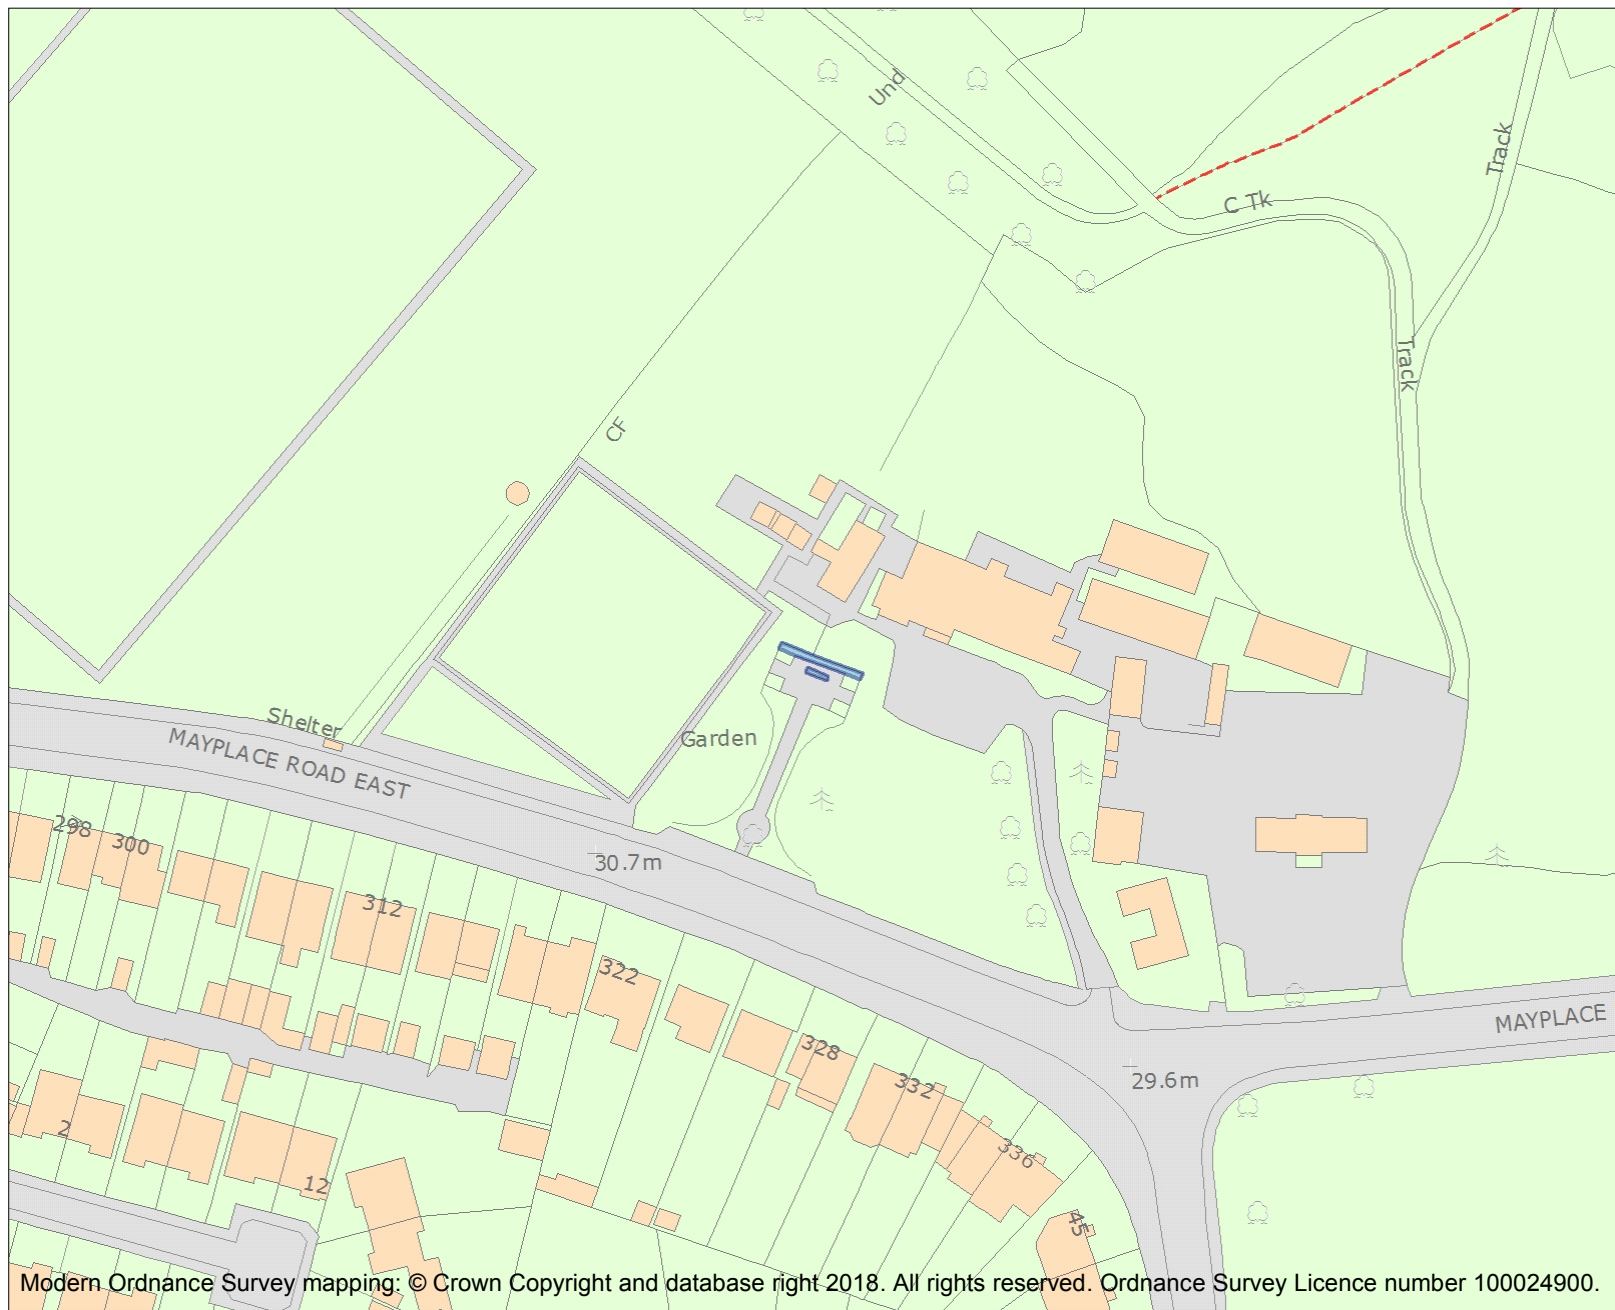 Und
Track
C Tk
Track
CF
Shelter
MAYPLACE ROAD EAST
Garden
298
300
30.7m
312
322
MAYPLACE
328
29.6m
332
2
336
12
45
Modern Ordnance Survey mapping: © Crown Copyright and database right 2018. All rights reserved. Ordnance Survey Licence number 100024900.